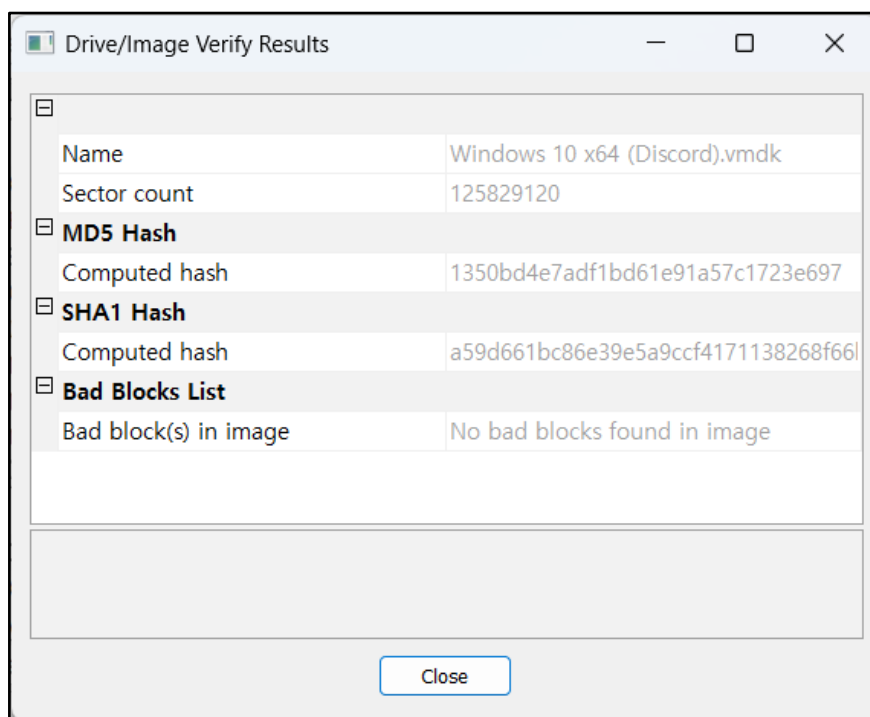 Drive/Image Verify Results
Name Windows 10 x64 (Discord).vmdk
Sector count 125829120
MD5 Hash
Computed hash 1350bd4e7adf1bd61e91a57c1723e697
SHA1 Hash
Computed hash a59d661bc86e39e5a9ccf4171138268f66
Bad Blocks List
Bad block(s) in image No bad blocks found in image
Close